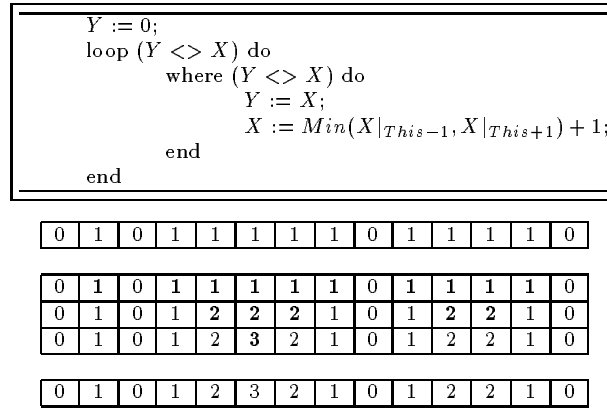 Y := 0;
loop (Y <> X) do
where (Y <> X) do
Y := X;
X := Min(X|This−1, X|This+1) + 1;
end
end
0 1 0 1 1 1 1 1 0 1 1 1 1 0
0 1 0 1 1 1 1 1 0 1 1 1 1 0
0 1 0 1 2 2 2 1 0 1 2 2 1 0
0 1 0 1 2 3 2 1 0 1 2 2 1 0
0 1 0 1 2 3 2 1 0 1 2 2 1 0